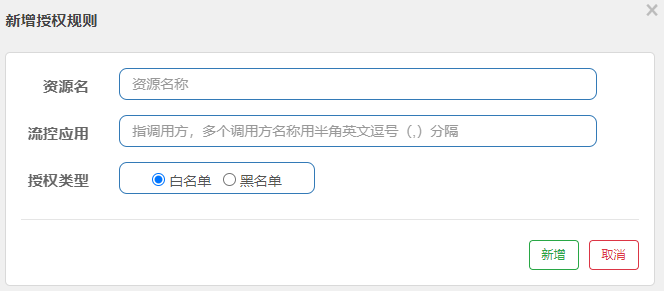 新增授权规则
资源名 资源名称
流控应用 指调用方，多个调用方名称用半角英文逗号（,）分隔
授权类型 白名单 黑名单
新增 取消